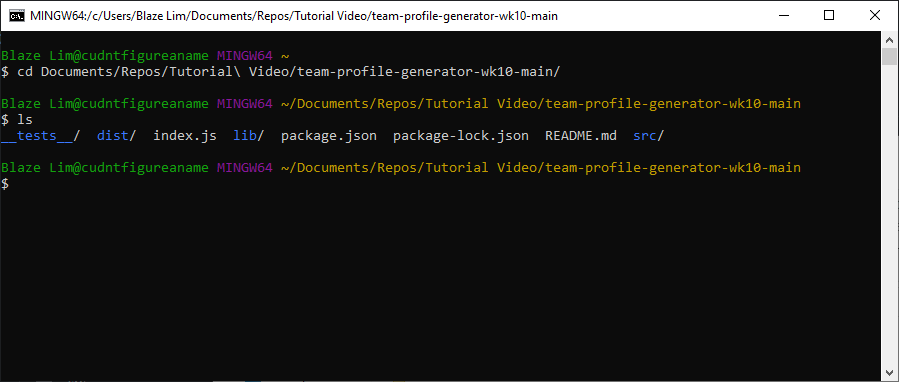 MINGW64:/c/Users/Blaze Lim/Documents/Repos/Tutorial Video/team-profile-generator-wk10-main
Blaze Lim@cudntfigureaname MINGW64 ~
$ cd Documents/Repos/Tutorial\ Video/team-profile-generator-wk10-main/
Blaze Lim@cudntfigureaname MINGW64 ~/Documents/Repos/Tutorial Video/team-profile-generator-wk10-main
$ ls
__tests__/  dist/  index.js  lib/  package.json  package-lock.json  README.md  src/
Blaze Lim@cudntfigureaname MINGW64 ~/Documents/Repos/Tutorial Video/team-profile-generator-wk10-main
$